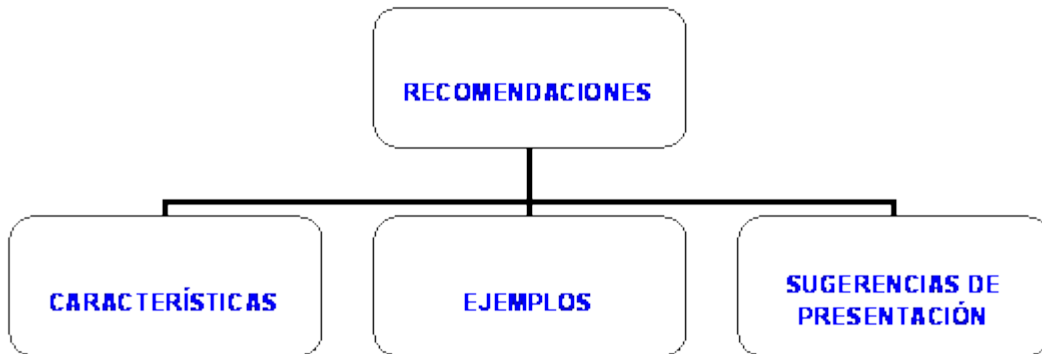 RECOMENDACIONES
CARACTERÍSTICAS
EJEMPLOS
SUGERENCIAS DE
PRESENTACIÓN